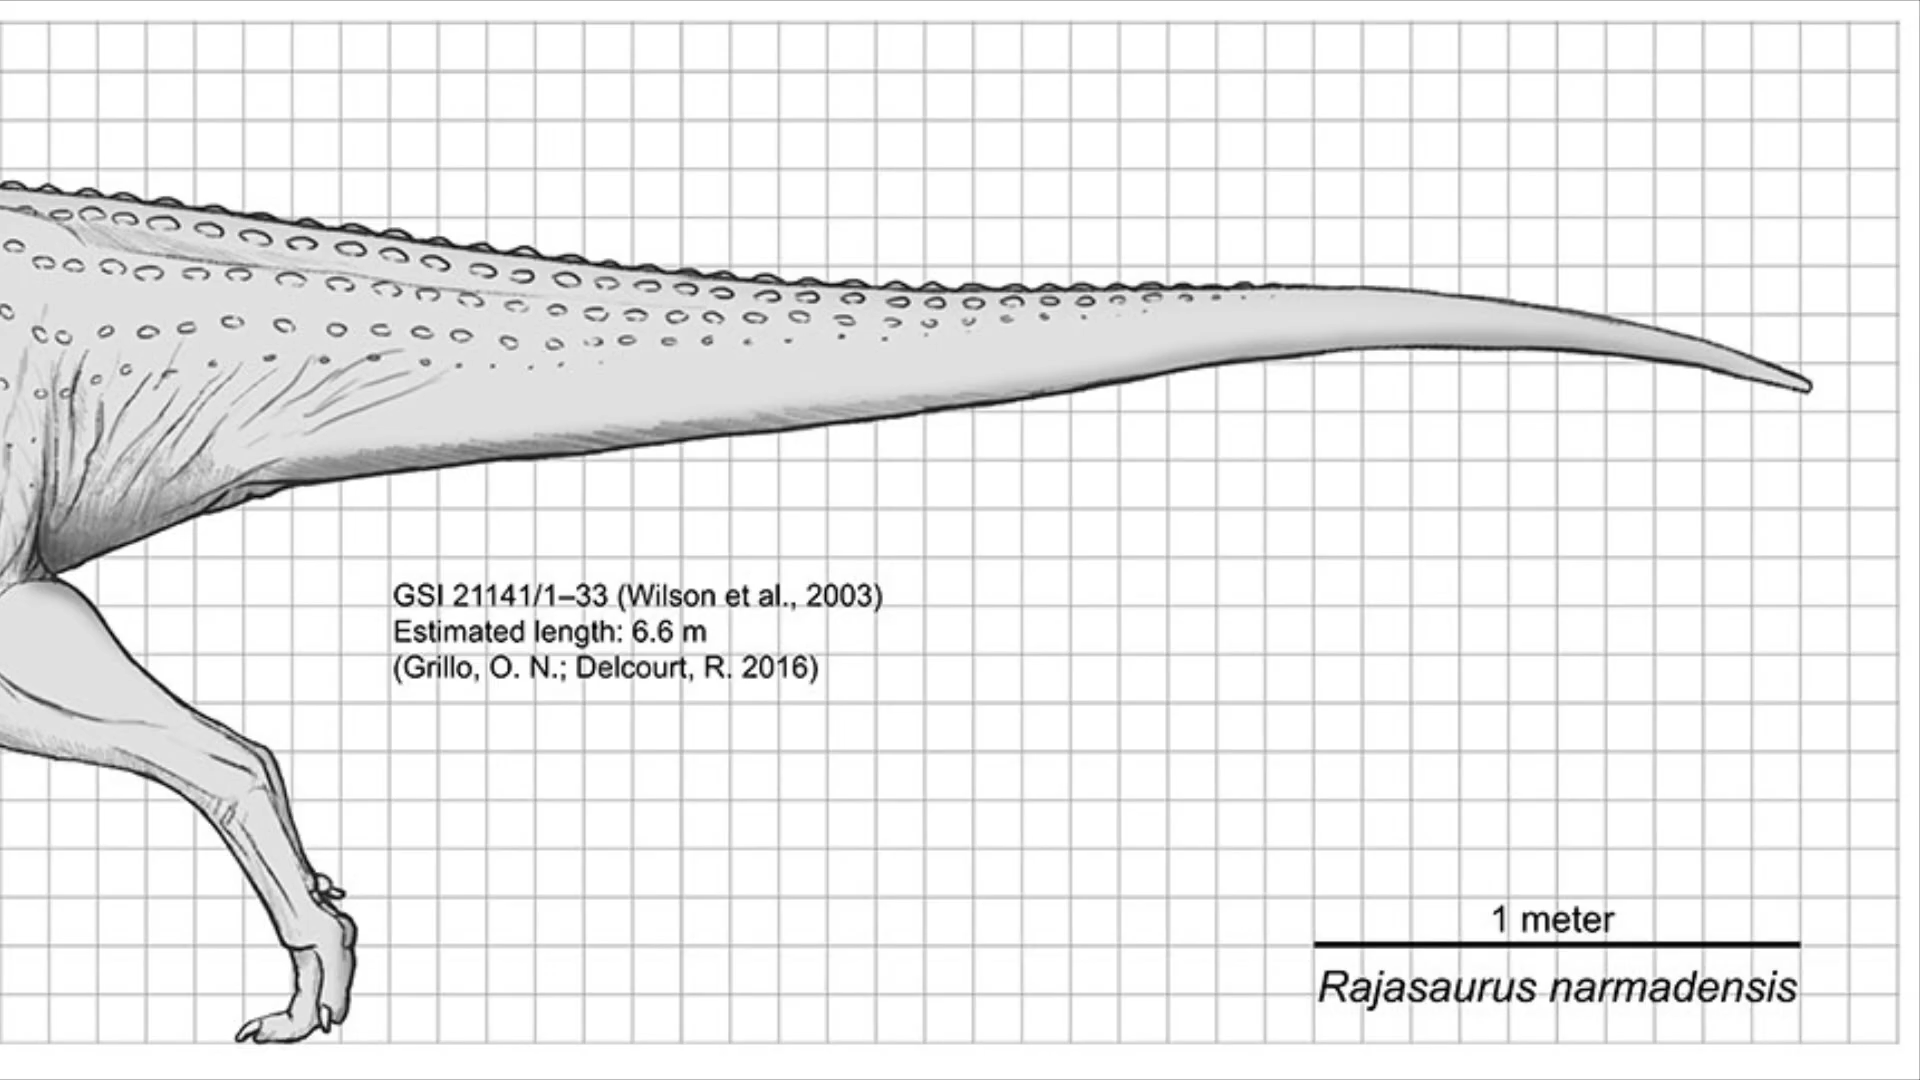 GSI 21141/1–33 (Wilson et al., 2003)
Estimated length: 6.6 m
(Grillo, O. N.; Delcourt, R. 2016)
1 meter
Rajasaurus narmadensis